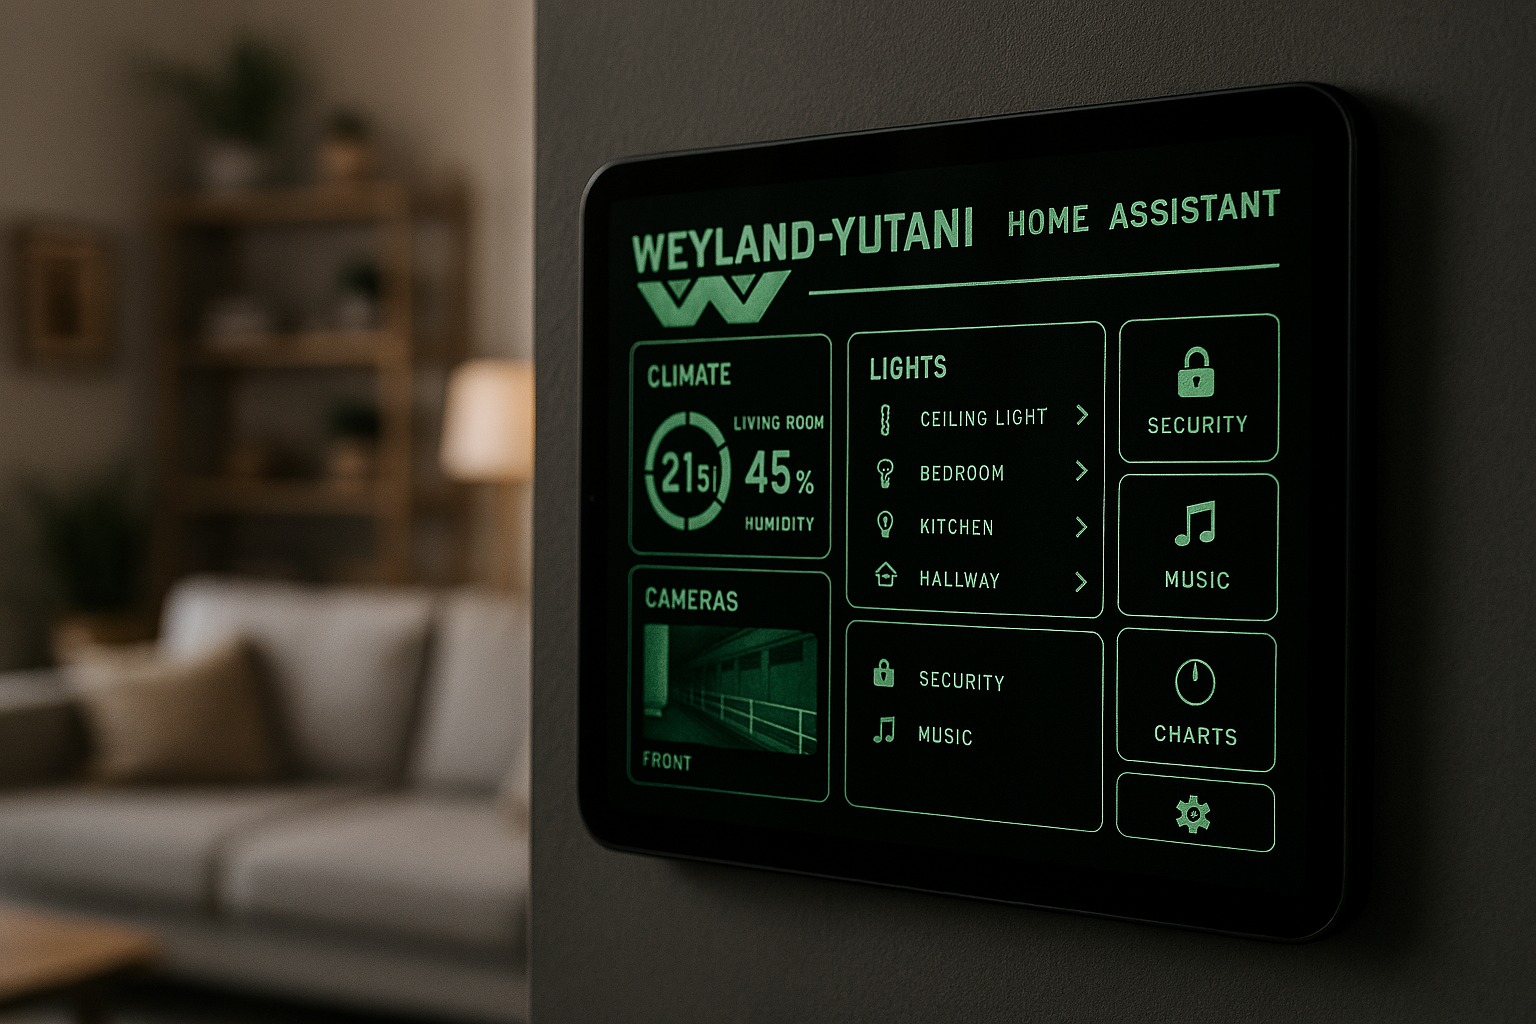 WEYLAND-YUTANI HOME ASSISTANT
CLIMATE
LIVING ROOM
215i 45%
HUMIDITY
CAMERAS
FRONT
LIGHTS
CEILING LIGHT
BEDROOM
KITCHEN
HALLWAY
SECURITY
MUSIC
SECURITY
MUSIC
CHARTS